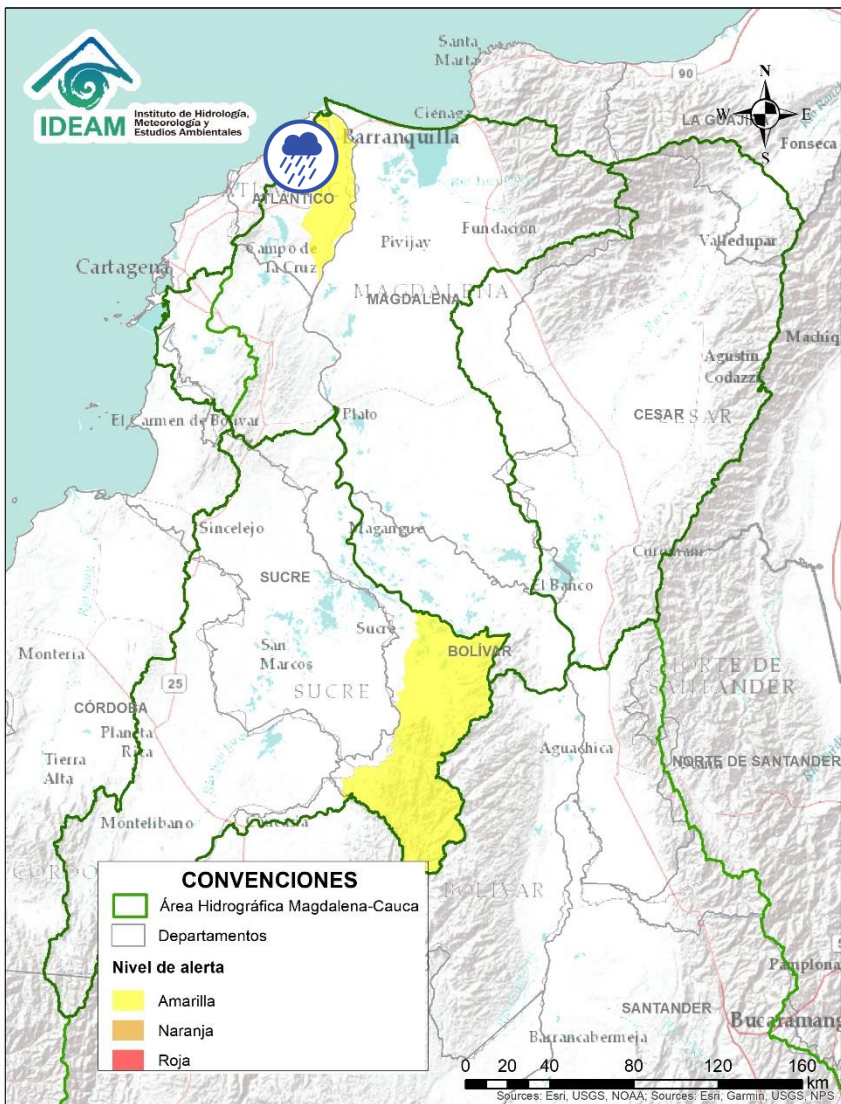 IDEAM
Instituto de Hidrología,
Meteorología y
Estudios Ambientales
Santa
Marta
90
N
W
E
S
LA GUAJIRA
Ciénaga
Fonseca
Barranquilla
ATLÁNTICO
Fundación
Valledupar
Pivijay
Campo de
la Cruz
Cartagena
MAGDALENA
MAGDALENA
Agustín
Codazzi
El Carmen de Bolívar
Plato
CESAR
CESAR
Sincelejo
Magangue
SUCRE
El Banco
Sucre
BOLÍVAR
San
Marcos
Montería
SUCRE
NORTE DE
SANTANDER
25
CÓRDOBA
Planeta
Rica
Aguachica
NORTE DE SANTANDER
Tierra
Alta
Montelibano
BOLÍVAR
CONVENCIONES
Área Hidrográfica Magdalena-Cauca
Departamentos
Nivel de alerta
Amarilla
Naranja
Roja
Pamplona
SANTANDER
Bucaramang
Barrancabermeja
0 20 40 80 120 160
km
Sources: Esri, USGS, NOAA; Sources: Esri, Garmin, USGS, NPS